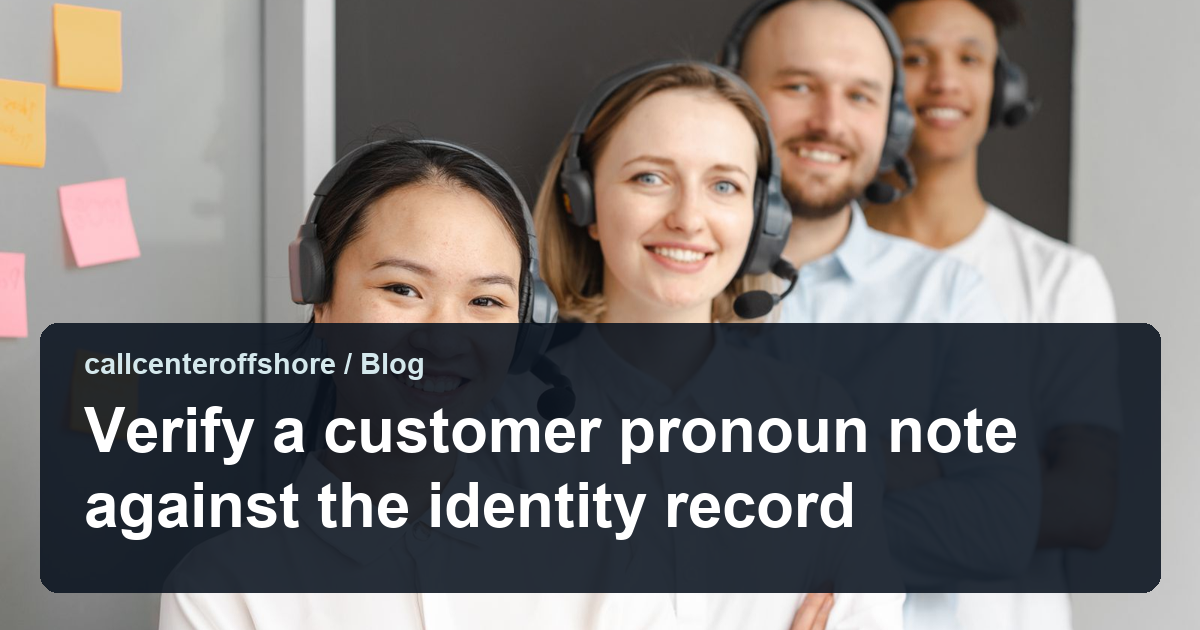 callcenteroffshore / Blog
Verify a customer pronoun note
against the identity record